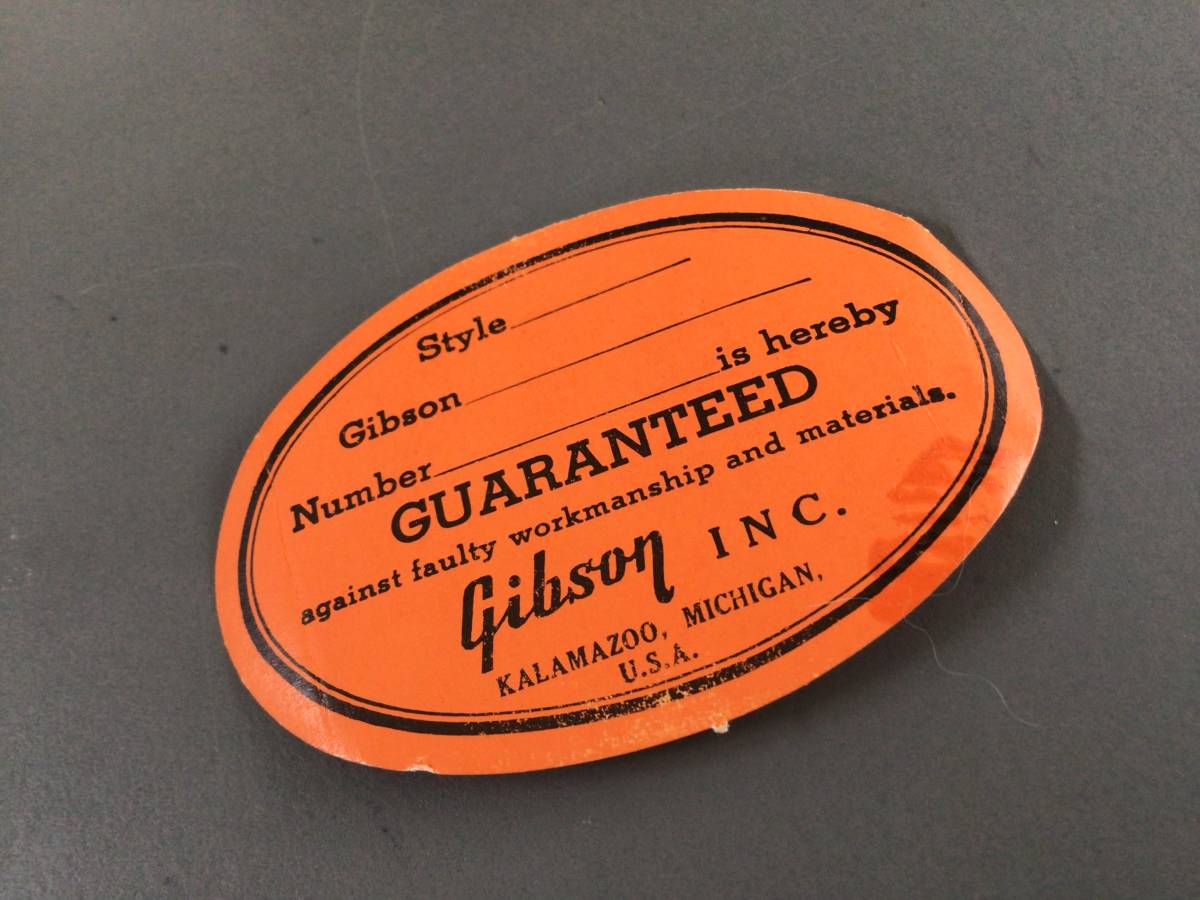 Style
Gibson
Number is hereby
GUARANTEED
against faulty workmanship and materials.
Gibson INC.
KALAMAZOO, MICHIGAN,
U.S.A.